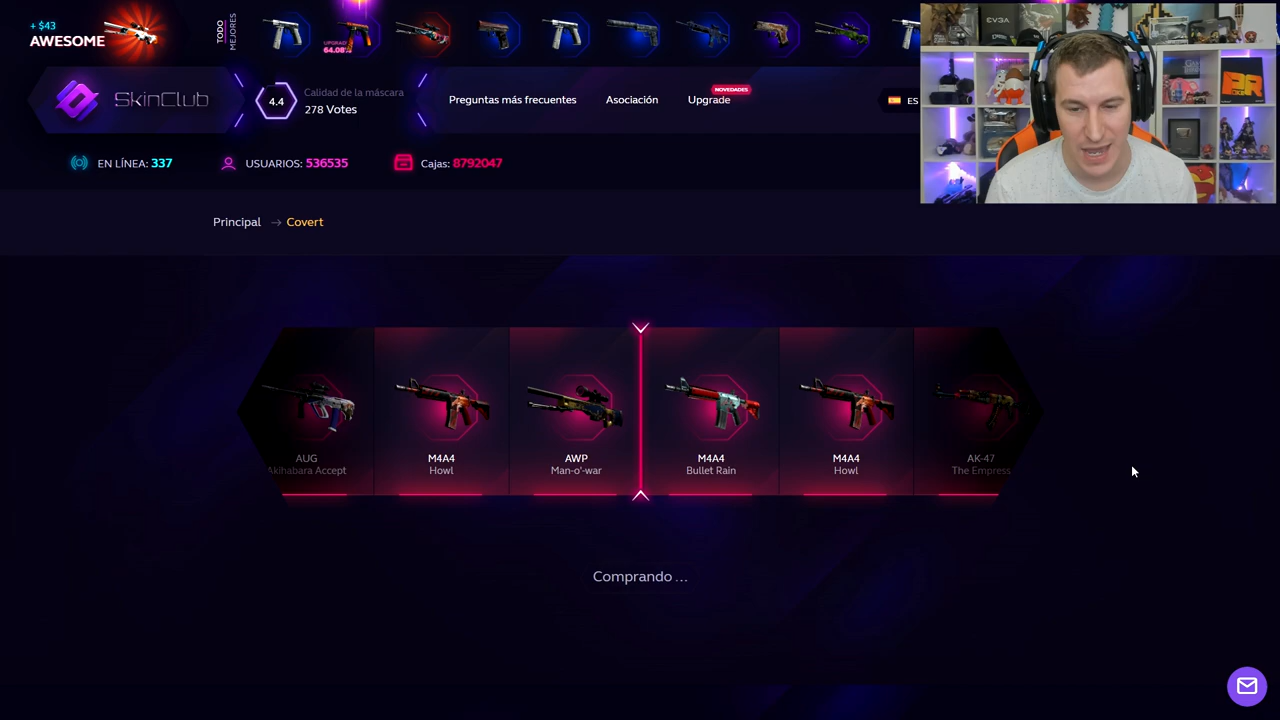 + $43
AWESOME
TODO
MEJORES
UPGRADE
64.08%
EVGA
SkinClub
4.4
Calidad de la máscara
278 Votes
Preguntas más frecuentes
Asociación
Upgrade
NOVEDADES
ES
EN LÍNEA: 337
USUARIOS: 536535
Cajas: 8792047
Principal → Covert
AUG
Akihabara Accept
M4A4
Howl
AWP
Man-o'-war
M4A4
Bullet Rain
M4A4
Howl
AK-47
The Empress
Comprando ...